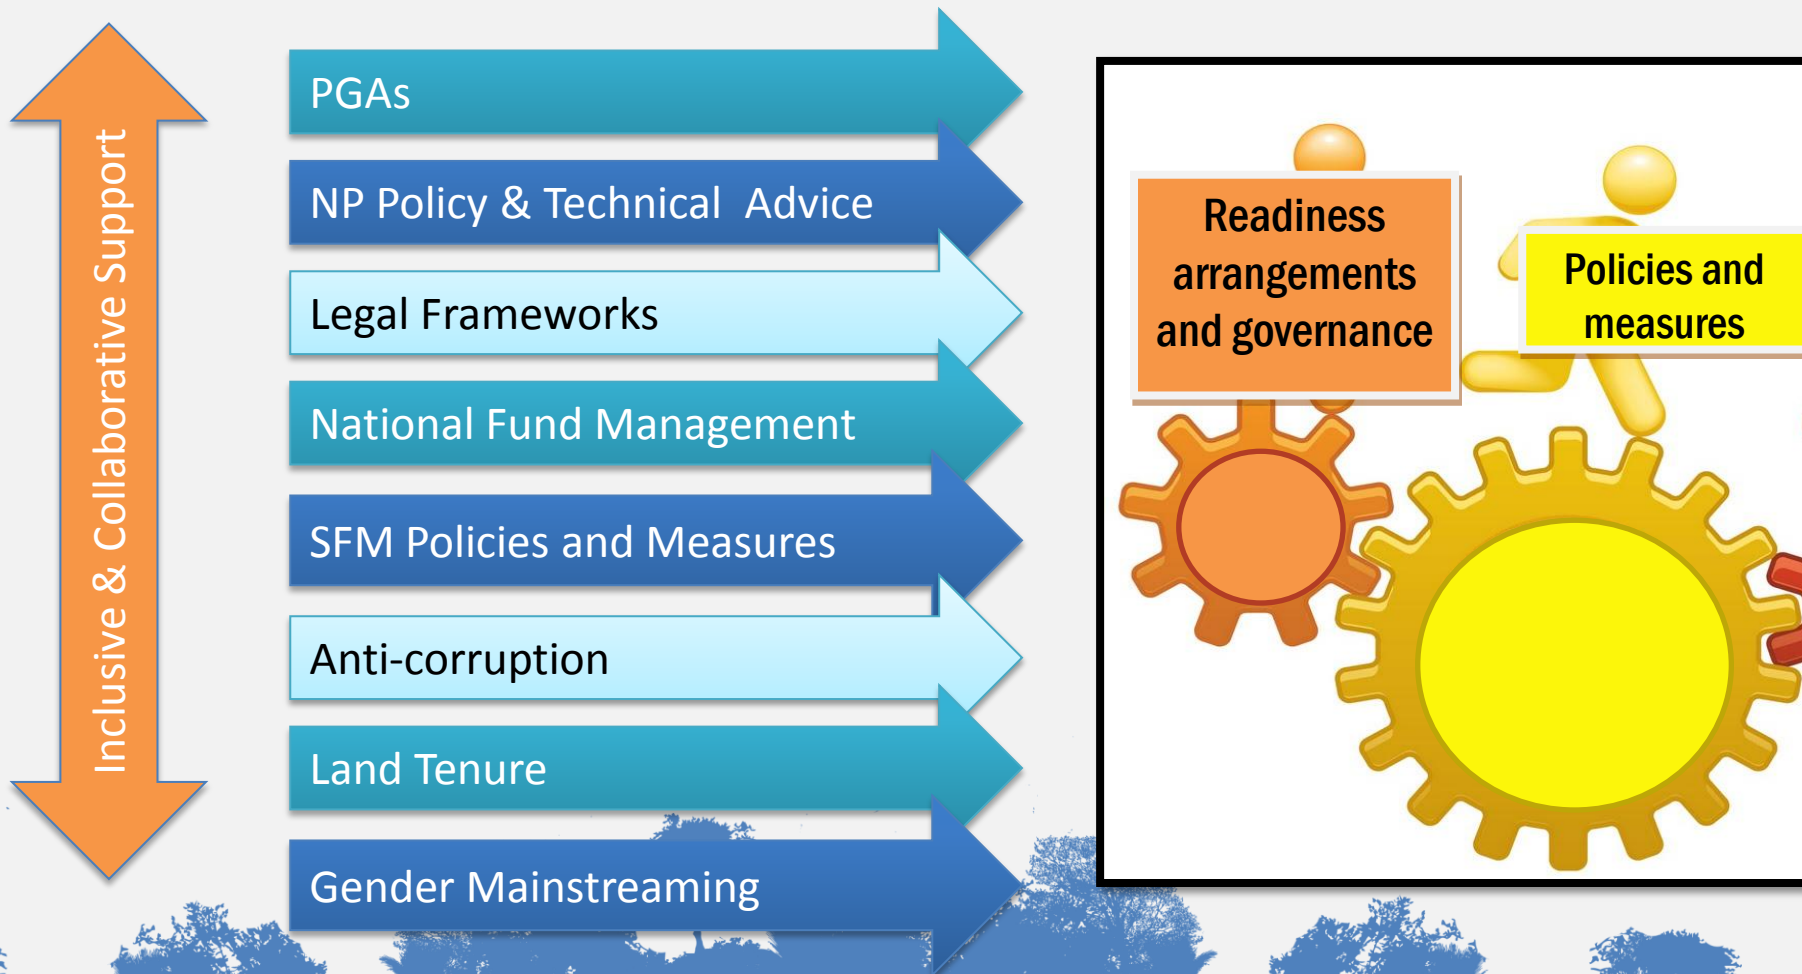 Inclusive & Collaborative Support
PGAs
NP Policy & Technical  Advice
Legal Frameworks
National Fund Management
SFM Policies and Measures
Anti-corruption
Land Tenure
Gender Mainstreaming
Readiness
arrangements
and governance
Policies and
measures